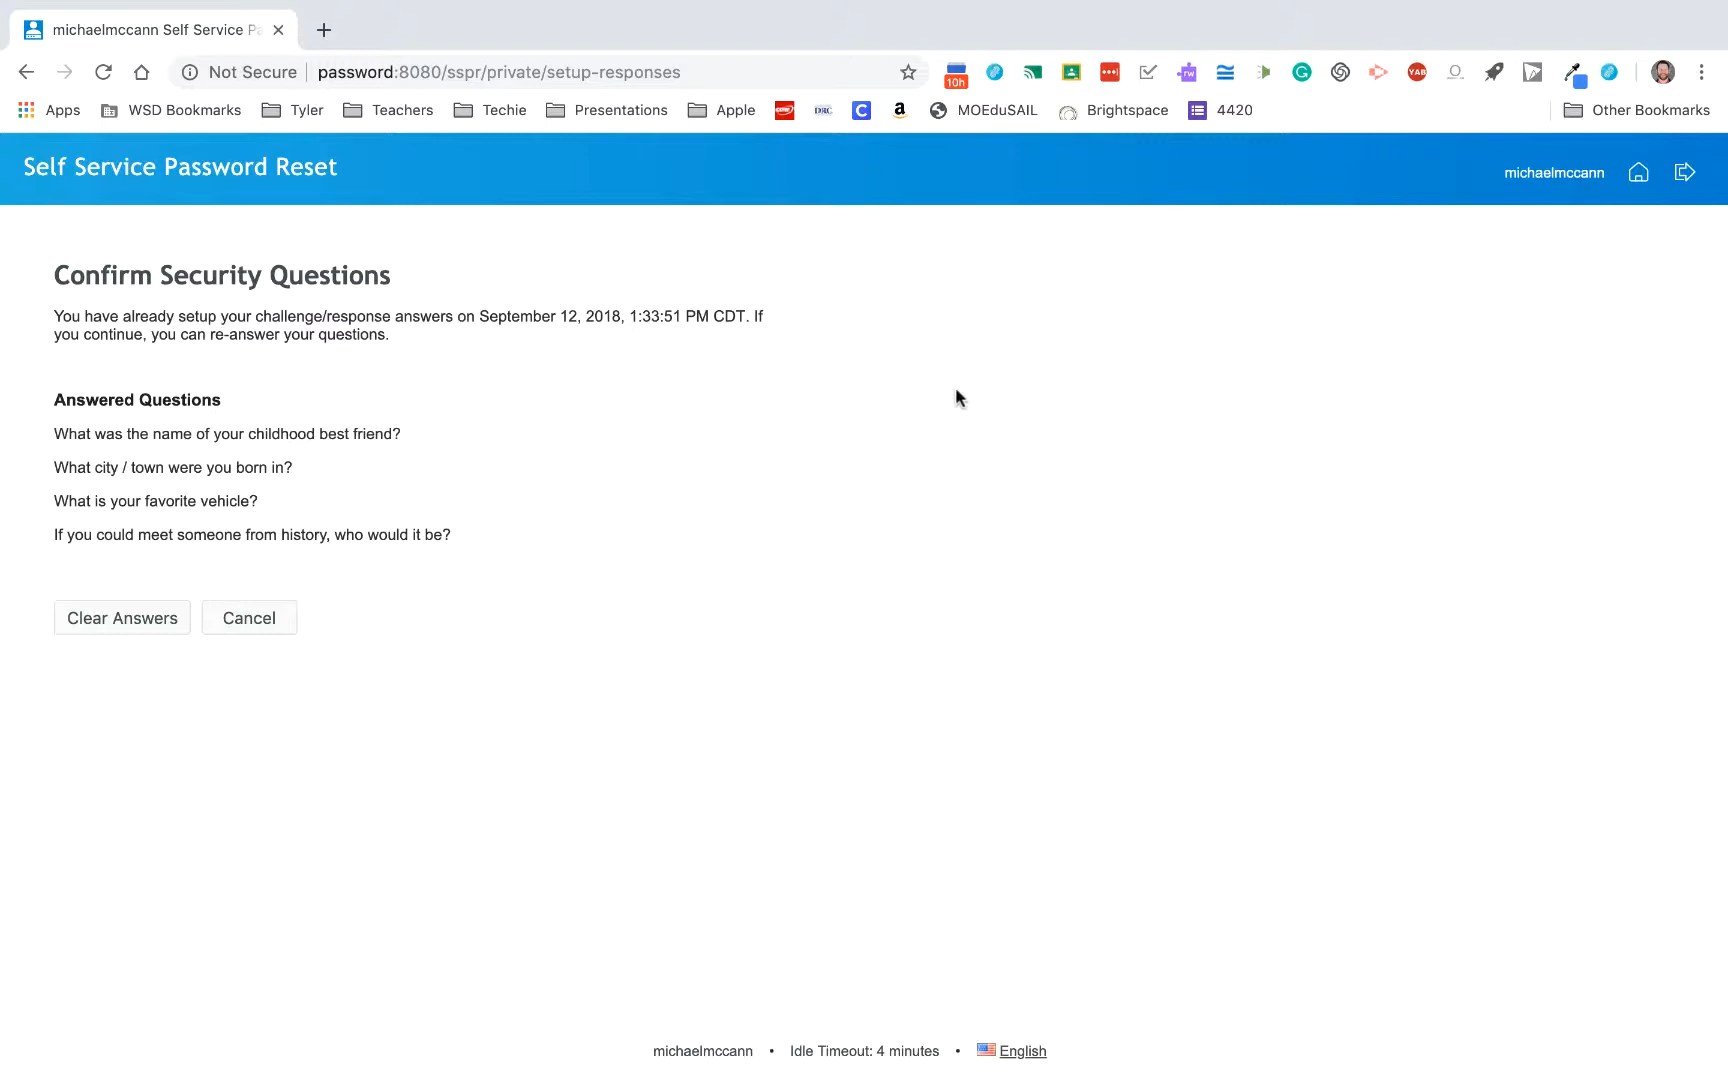 michaelmccann Self Service Pa
Not Secure password:8080/sspr/private/setup-responses
10h
rw
YAB
Apps WSD Bookmarks Tyler Teachers Techie Presentations Apple DRC C a MOEduSAIL Brightspace 4420 Other Bookmarks
Self Service Password Reset
michaelmccann
Confirm Security Questions
You have already setup your challenge/response answers on September 12, 2018, 1:33:51 PM CDT. If
you continue, you can re-answer your questions.
Answered Questions
What was the name of your childhood best friend?
What city / town were you born in?
What is your favorite vehicle?
If you could meet someone from history, who would it be?
Clear Answers Cancel
michaelmccann • Idle Timeout: 4 minutes • English